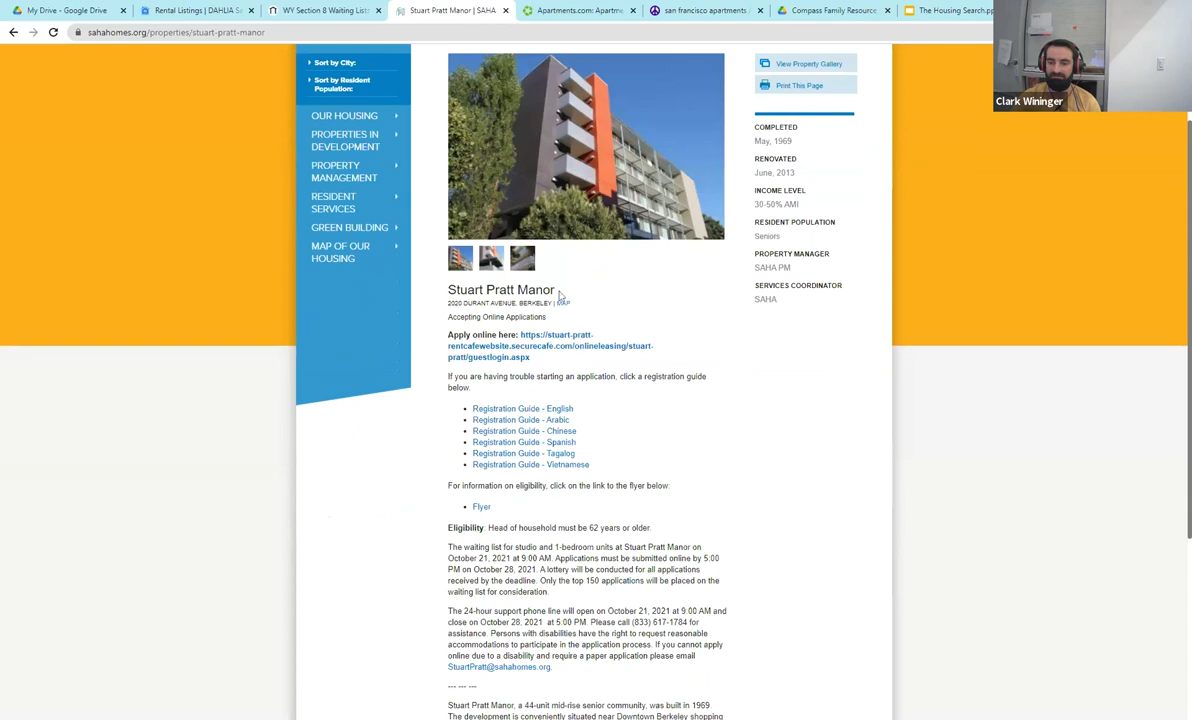 My Drive - Google Drive
Rental Listings | DAHLIA S
WY Section 8 Waiting List
Stuart Pratt Manor | SAHA
Apartments.com: Apartme
san francisco apartments
Compass Family Resource
The Housing Search.pp
sahahomes.org/properties/stuart-pratt-manor
Clark Wininger
Sort by City:
Sort by Resident
Population:
OUR HOUSING
PROPERTIES IN
DEVELOPMENT
PROPERTY
MANAGEMENT
RESIDENT
SERVICES
GREEN BUILDING
MAP OF OUR
HOUSING
Stuart Pratt Manor
2020 DURANT AVENUE, BERKELEY | MAP
Accepting Online Applications
Apply online here: https://stuart-pratt-
rentcafewebsite.securecafe.com/onlineleasing/stuart-
pratt/guestlogin.aspx
If you are having trouble starting an application, click a registration guide
below.
Registration Guide - English
Registration Guide - Arabic
Registration Guide - Chinese
Registration Guide - Spanish
Registration Guide - Tagalog
Registration Guide - Vietnamese
For information on eligibility, click on the link to the flyer below:
Flyer
Eligibility: Head of household must be 62 years or older.
The waiting list for studio and 1-bedroom units at Stuart Pratt Manor on
October 21, 2021 at 9:00 AM. Applications must be submitted online by 5:00
PM on October 28, 2021. A lottery will be conducted for all applications
received by the deadline. Only the top 150 applications will be placed on the
waiting list for consideration.
The 24-hour support phone line will open on October 21, 2021 at 9:00 AM and
close on October 28, 2021 at 5:00 PM. Please call (833) 617-1784 for
assistance. Persons with disabilities have the right to request reasonable
accommodations to participate in the application process. If you cannot apply
online due to a disability and require a paper application please email
StuartPratt@sahahomes.org.
--- --- ---
Stuart Pratt Manor, a 44-unit mid-rise senior community, was built in 1969.
The development is conveniently situated near Downtown Berkeley shopping
View Property Gallery
Print This Page
COMPLETED
May, 1969
RENOVATED
June, 2013
INCOME LEVEL
30-50% AMI
RESIDENT POPULATION
Seniors
PROPERTY MANAGER
SAHA PM
SERVICES COORDINATOR
SAHA